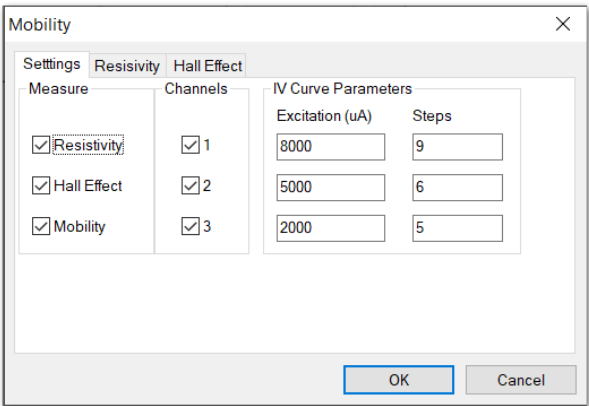 Mobility
Setttings Resisivity Hall Effect
Measure Channels IV Curve Parameters
Excitation (uA) Steps
Resistivity 1 8000 9
Hall Effect 2 5000 6
Mobility 3 2000 5
OK Cancel